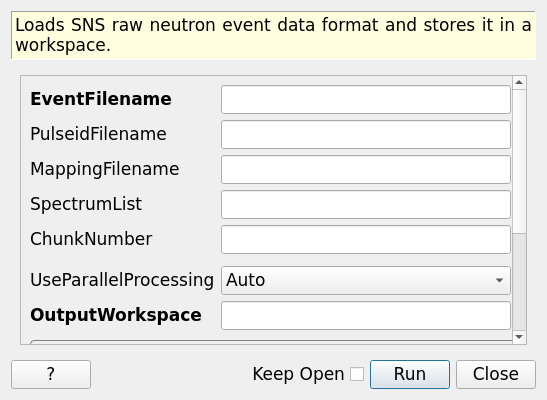 Loads SNS raw neutron event data format and stores it in a
workspace.
EventFilename
PulseidFilename
MappingFilename
SpectrumList
ChunkNumber
UseParallelProcessing Auto
OutputWorkspace
? Keep Open Run Close